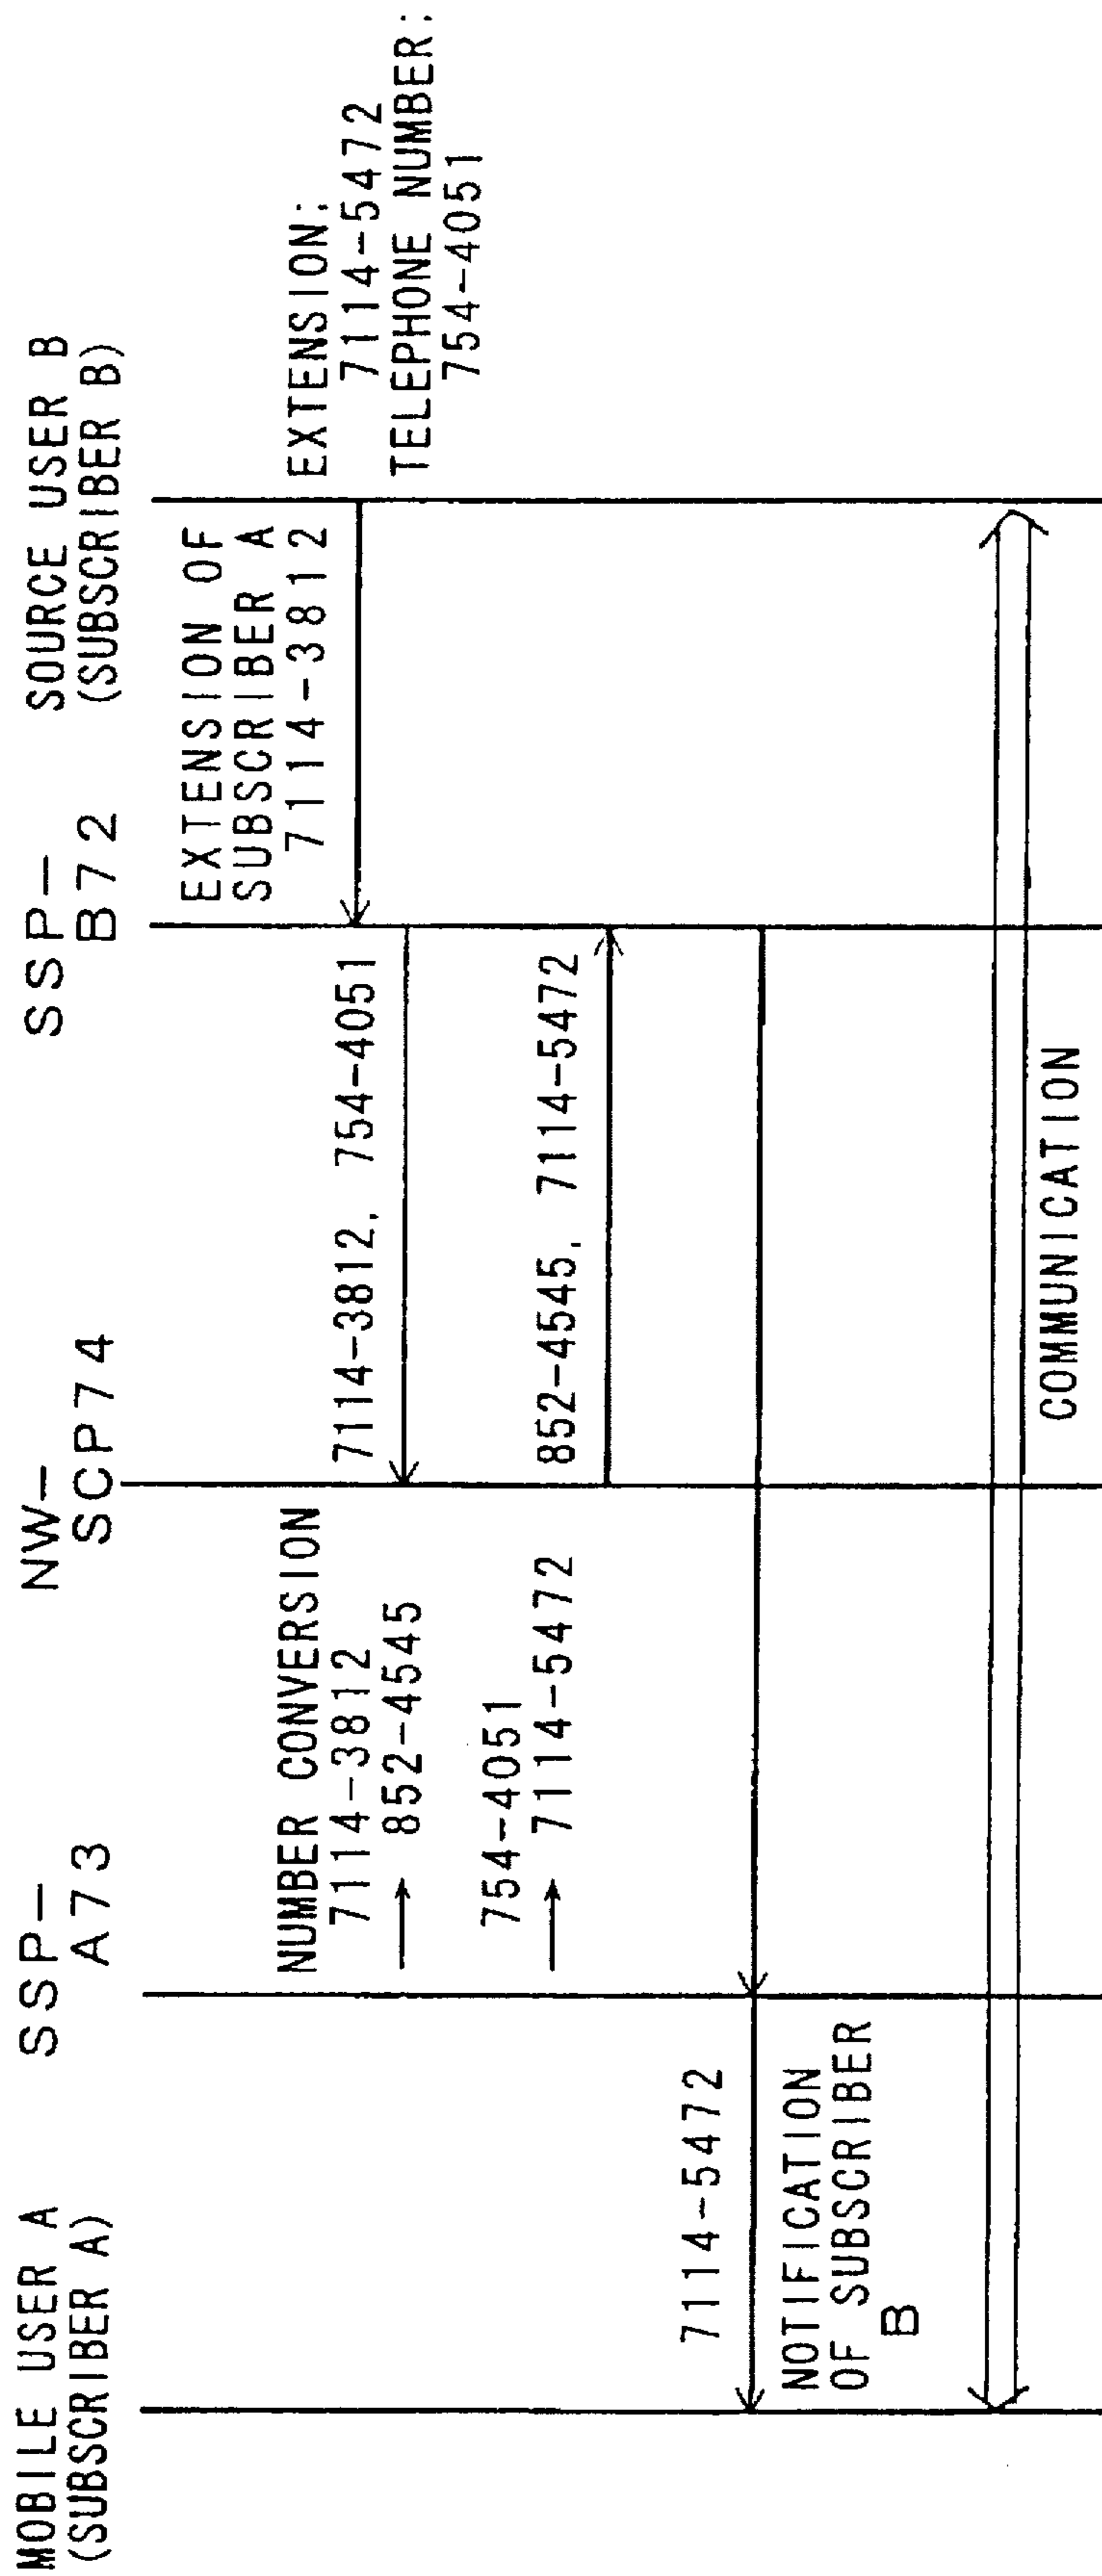 MOBILE USER A
(SUBSCRIBER A)
SSP-
A73
NW-
SCP74
SSP-
B72
SOURCE USER B
(SUBSCRIBER B)
EXTENSION OF
SUBSCRIBER A
7114-3812
EXTENSION:
7114-5472
TELEPHONE NUMBER:
754-4051
7114-3812, 754-4051
NUMBER CONVERSION
7114-3812
→ 852-4545
754-4051
→ 7114-5472
852-4545, 7114-5472
7114-5472
NOTIFICATION
OF SUBSCRIBER
B
COMMUNICATION